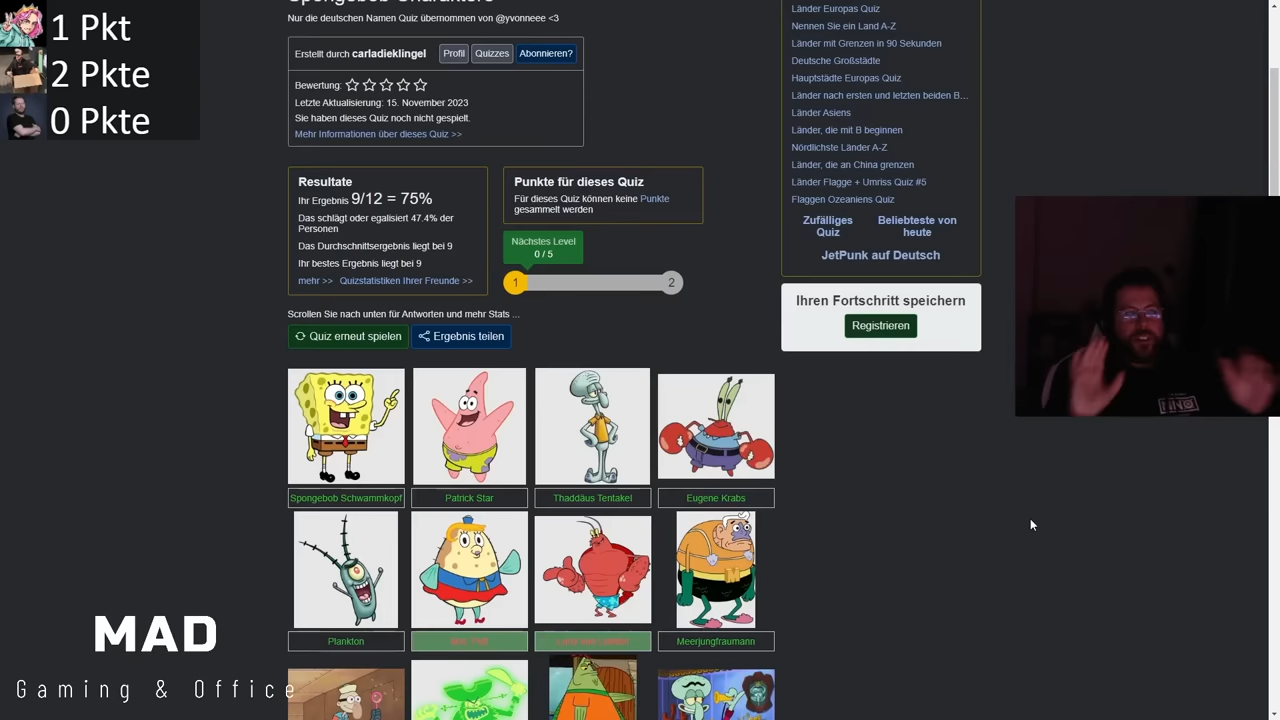 1 Pkt
2 Pkte
0 Pkte
Nur die deutschen Namen Quiz übernommen von @yvonneee <3
Erstellt durch carladieklingel
Profil
Quizzes
Abonnieren?
Bewertung:
Letzte Aktualisierung: 15. November 2023
Sie haben dieses Quiz noch nicht gespielt.
Mehr Informationen über dieses Quiz >>
Resultate
Ihr Ergebnis 9/12 = 75%
Das schlägt oder egalisiert 47.4% der
Personen
Das Durchschnittsergebnis liegt bei 9
Ihr bestes Ergebnis liegt bei 9
mehr >>
Quizstatistiken Ihrer Freunde >>
Punkte für dieses Quiz
Für dieses Quiz können keine Punkte
gesammelt werden
Nächstes Level
0 / 5
1
2
Scrollen Sie nach unten für Antworten und mehr Stats ...
Quiz erneut spielen
Ergebnis teilen
Spongebob Schwammkopf
Patrick Star
Thaddäus Tentakel
Eugene Krabs
Plankton
Meerjungfraumann
M
Länder Europas Quiz
Nennen Sie ein Land A-Z
Länder mit Grenzen in 90 Sekunden
Deutsche Großstädte
Hauptstädte Europas Quiz
Länder nach ersten und letzten beiden B...
Länder Asiens
Länder, die mit B beginnen
Nördlichste Länder A-Z
Länder, die an China grenzen
Länder Flagge + Umriss Quiz #5
Flaggen Ozeaniens Quiz
Zufälliges
Quiz
Beliebteste von
heute
JetPunk auf Deutsch
Ihren Fortschritt speichern
Registrieren
MAD
Gaming & Office